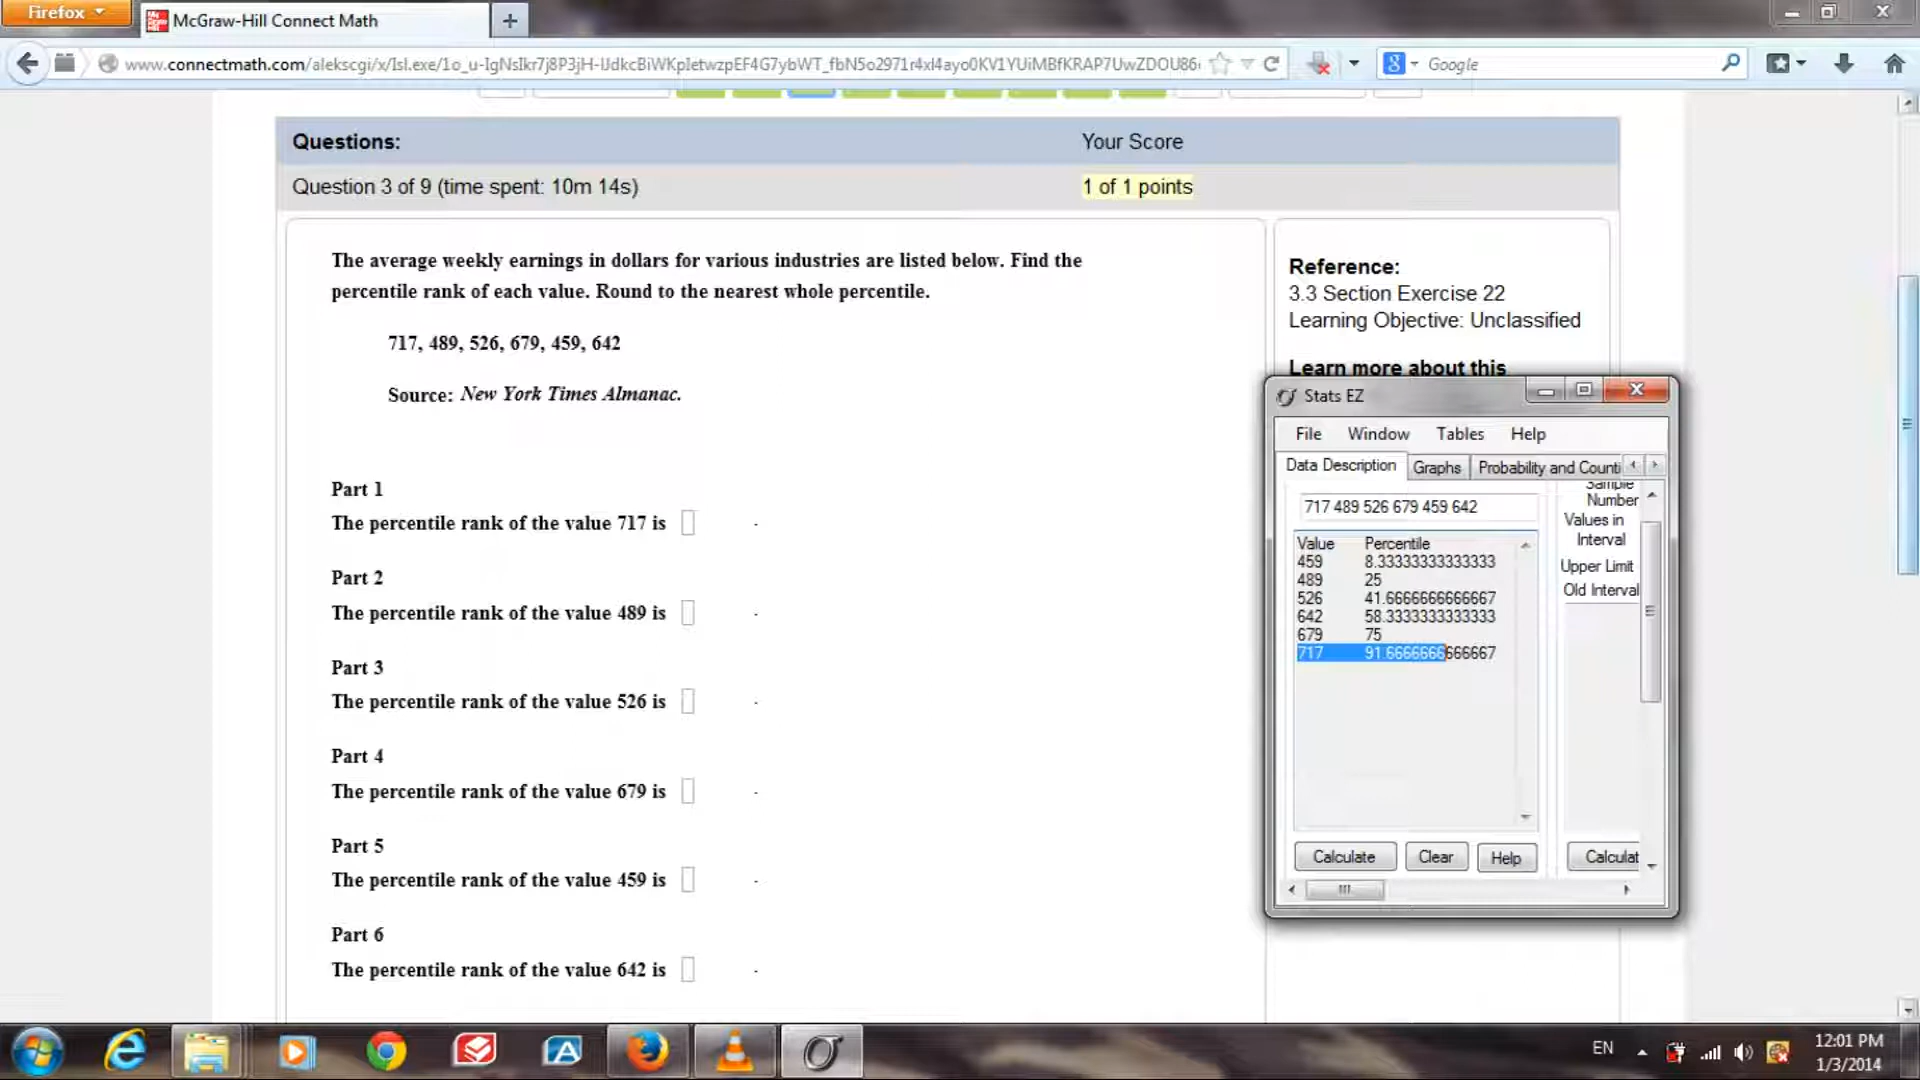 Firefox
McGraw-Hill Connect Math
www.connectmath.com/alekscgi/x/Isl.exe/1o_u-IgNsIkr7j8P3jH-IJdkcBiWKpIetwzpEF4G7ybWT_fbN5o2971r4xl4ayo0KV1YUiMBfKRAP7UwZDOU86
8
Google
Questions:
Your Score
Question 3 of 9 (time spent: 10m 14s)
1 of 1 points
The average weekly earnings in dollars for various industries are listed below. Find the
percentile rank of each value. Round to the nearest whole percentile.
717, 489, 526, 679, 459, 642
Source: New York Times Almanac.
Part 1
The percentile rank of the value 717 is
.
Part 2
The percentile rank of the value 489 is
.
Part 3
The percentile rank of the value 526 is
.
Part 4
The percentile rank of the value 679 is
.
Part 5
The percentile rank of the value 459 is
.
Part 6
The percentile rank of the value 642 is
.
Reference:
3.3 Section Exercise 22
Learning Objective: Unclassified
Learn more about this
Stats EZ
File Window Tables Help
Data Description Graphs Probability and Counti
717 489 526 679 459 642
Value Percentile
459 8.33333333333333
489 25
526 41.6666666666667
642 58.3333333333333
679 75
717 91.6666666666667
Calculate Clear Help
Sample
Number
Values in
Interval
Upper Limit
Old Interval
Calculat
EN
12:01 PM
1/3/2014